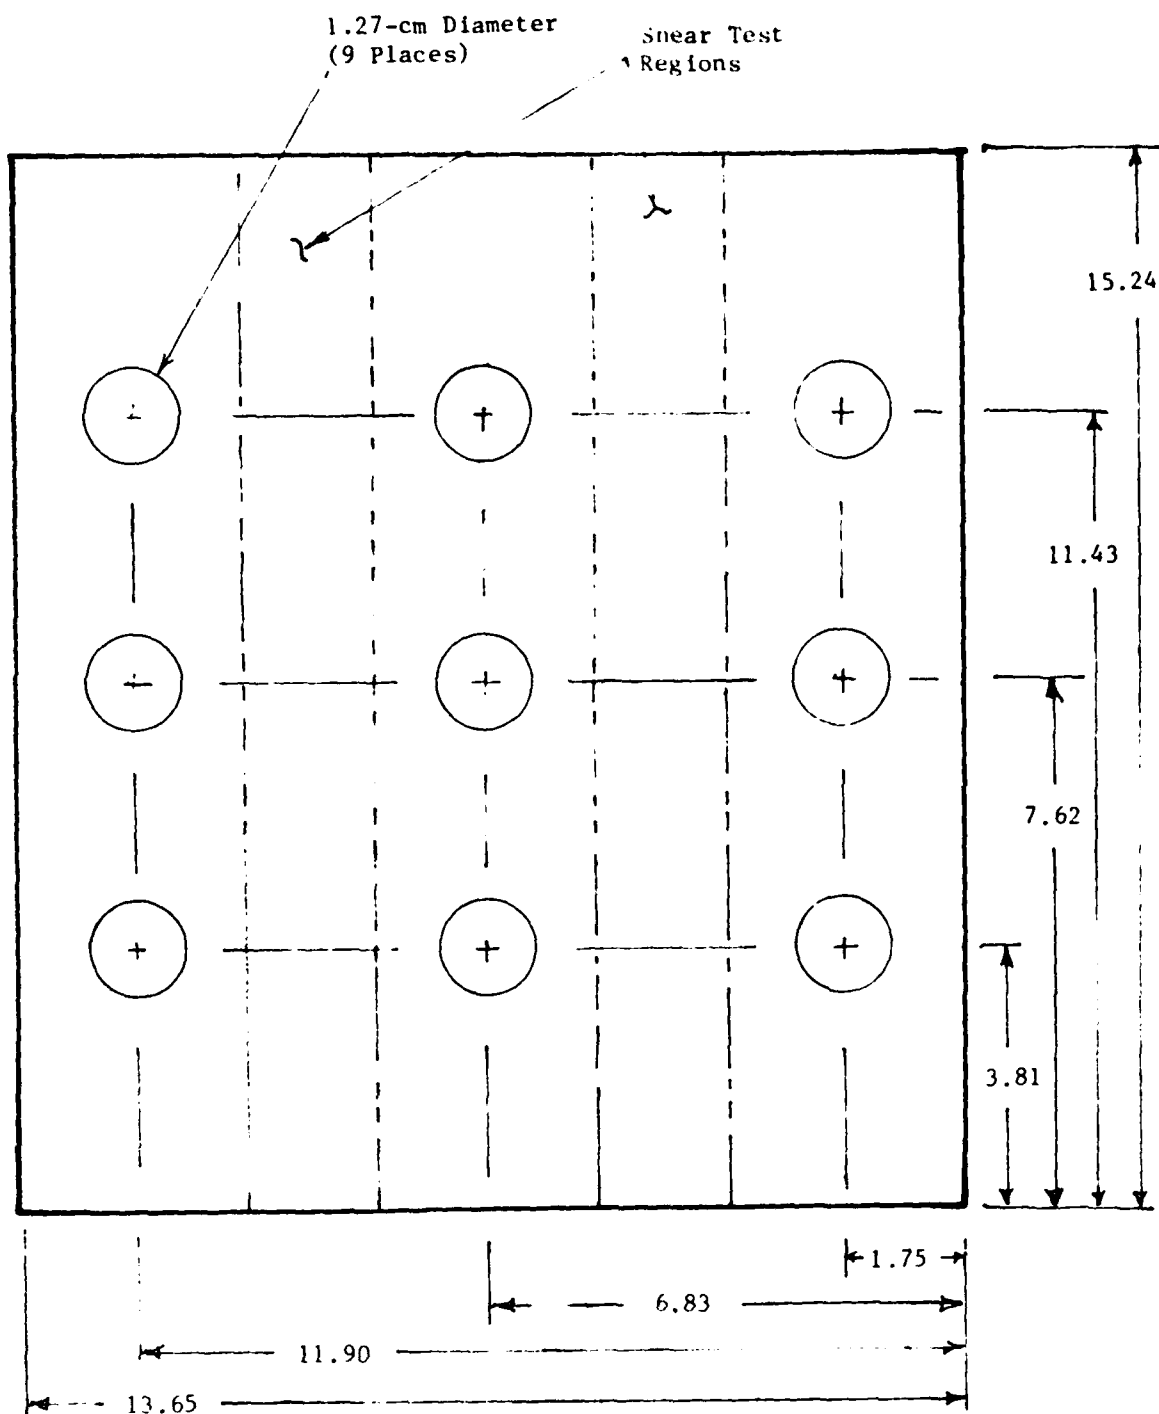 1.27-cm Diameter
(9 Places)
Shear Test
Regions
15.24
11.43
7.62
3.81
1.75
6.83
11.90
13.65